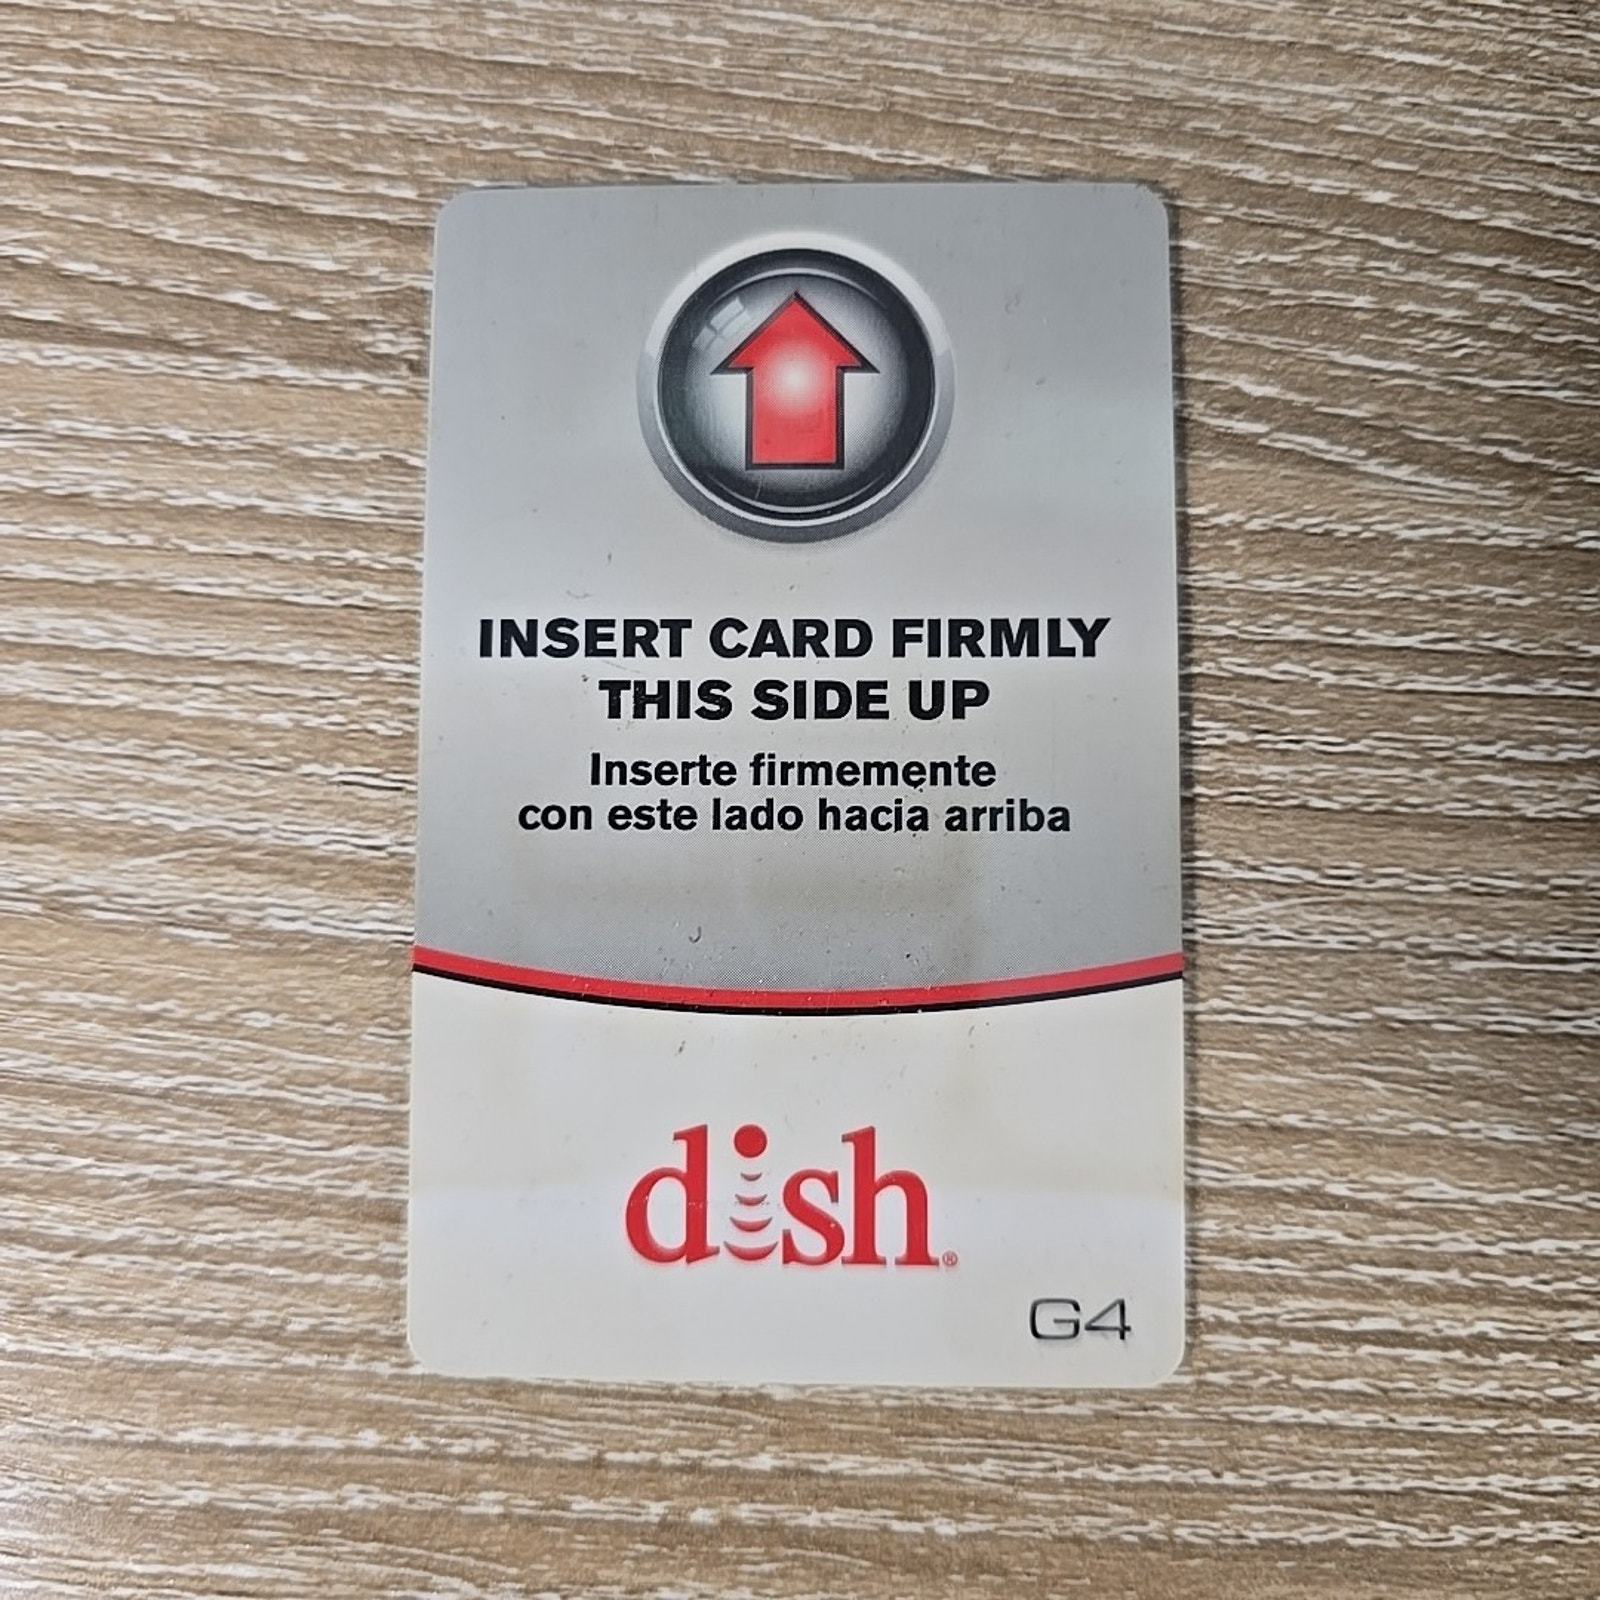 INSERT CARD FIRMLY
THIS SIDE UP
Inserte firmemente
con este lado hacia arriba
dish®
G4